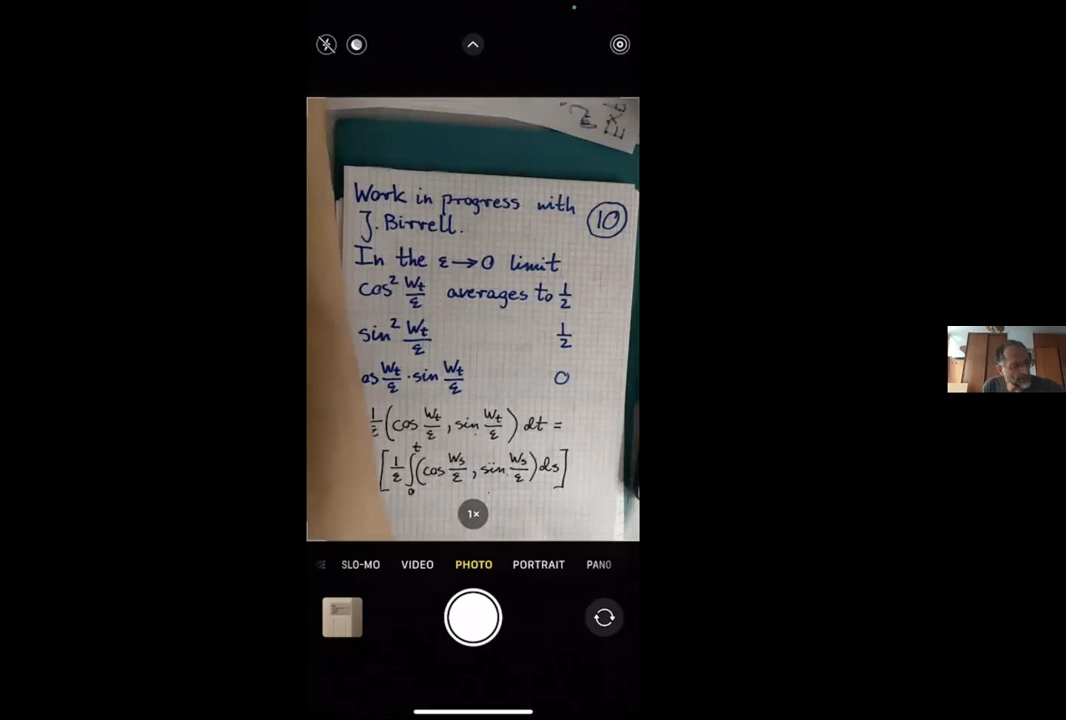 Work in progress with
J. Birrell.
10
In the ε→0 limit
cos² Wt/ε averages to 1/2
sin² Wt/ε 1/2
os Wt/ε · sin Wt/ε 0
1/ε (cos Wt/ε , sin Wt/ε) dt =
[1/ε ∫₀ᵗ (cos Ws/ε , sin Ws/ε) ds]
1×
SLO-MO VIDEO PHOTO PORTRAIT PANO